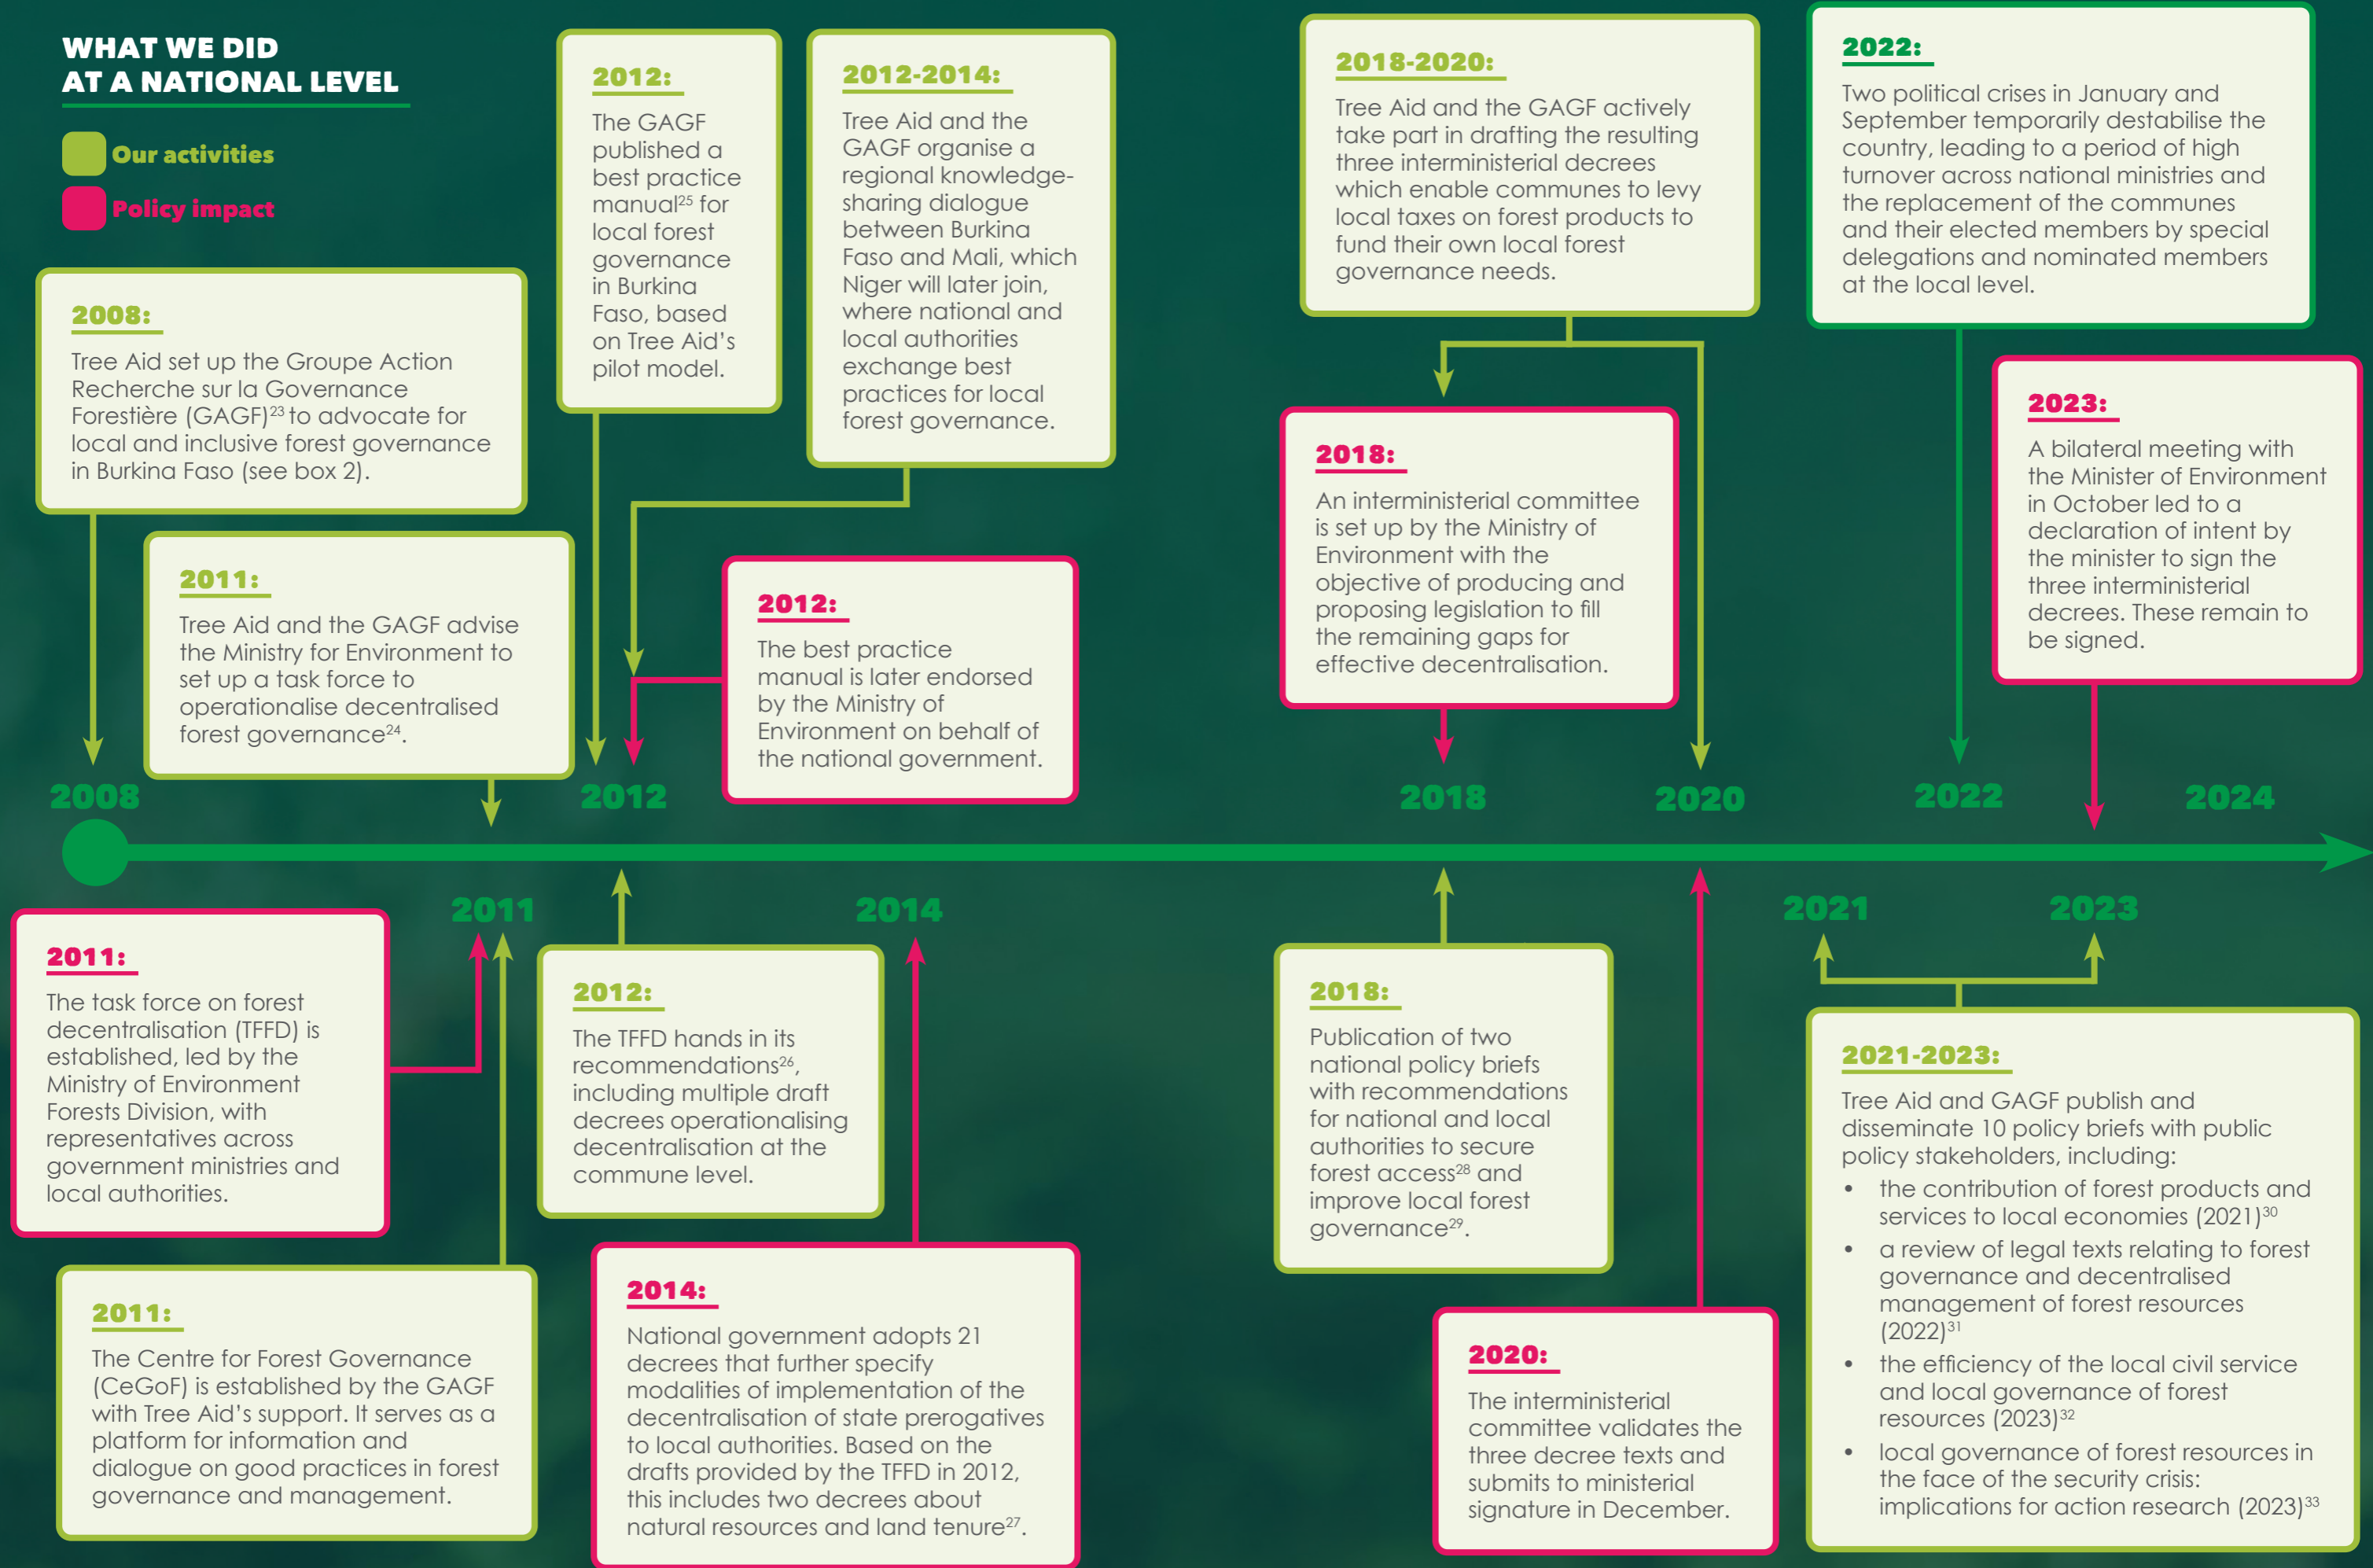 WHAT WE DID
AT A NATIONAL LEVEL
Our activities
Policy impact
2008:
Tree Aid set up the Groupe Action
Recherche sur la Governance
Forestière (GAGF)23 to advocate for
local and inclusive forest governance
in Burkina Faso (see box 2).
2011:
Tree Aid and the GAGF advise
the Ministry for Environment to
set up a task force to
operationalise decentralised
forest governance24.
2012:
The GAGF
published a
best practice
manual25 for
local forest
governance
in Burkina
Faso, based
on Tree Aid's
pilot model.
2012-2014:
Tree Aid and the
GAGF organise a
regional knowledge-
sharing dialogue
between Burkina
Faso and Mali, which
Niger will later join,
where national and
local authorities
exchange best
practices for local
forest governance.
2012:
The best practice
manual is later endorsed
by the Ministry of
Environment on behalf of
the national government.
2018-2020:
Tree Aid and the GAGF actively
take part in drafting the resulting
three interministerial decrees
which enable communes to levy
local taxes on forest products to
fund their own local forest
governance needs.
2018:
An interministerial committee
is set up by the Ministry of
Environment with the
objective of producing and
proposing legislation to fill
the remaining gaps for
effective decentralisation.
2022:
Two political crises in January and
September temporarily destabilise the
country, leading to a period of high
turnover across national ministries and
the replacement of the communes
and their elected members by special
delegations and nominated members
at the local level.
2023:
A bilateral meeting with
the Minister of Environment
in October led to a
declaration of intent by
the minister to sign the
three interministerial
decrees. These remain to
be signed.
2008
2012
2018
2020
2022
2024
2011
2014
2021
2023
2011:
The task force on forest
decentralisation (TFFD) is
established, led by the
Ministry of Environment
Forests Division, with
representatives across
government ministries and
local authorities.
2011:
The Centre for Forest Governance
(CeGoF) is established by the GAGF
with Tree Aid's support. It serves as a
platform for information and
dialogue on good practices in forest
governance and management.
2012:
The TFFD hands in its
recommendations26,
including multiple draft
decrees operationalising
decentralisation at the
commune level.
2014:
National government adopts 21
decrees that further specify
modalities of implementation of the
decentralisation of state prerogatives
to local authorities. Based on the
drafts provided by the TFFD in 2012,
this includes two decrees about
natural resources and land tenure27.
2018:
Publication of two
national policy briefs
with recommendations
for national and local
authorities to secure
forest access28 and
improve local forest
governance29.
2020:
The interministerial
committee validates the
three decree texts and
submits to ministerial
signature in December.
2021-2023:
Tree Aid and GAGF publish and
disseminate 10 policy briefs with public
policy stakeholders, including:
• the contribution of forest products and
services to local economies (2021)30
• a review of legal texts relating to forest
governance and decentralised
management of forest resources
(2022)31
• the efficiency of the local civil service
and local governance of forest
resources (2023)32
• local governance of forest resources in
the face of the security crisis:
implications for action research (2023)33